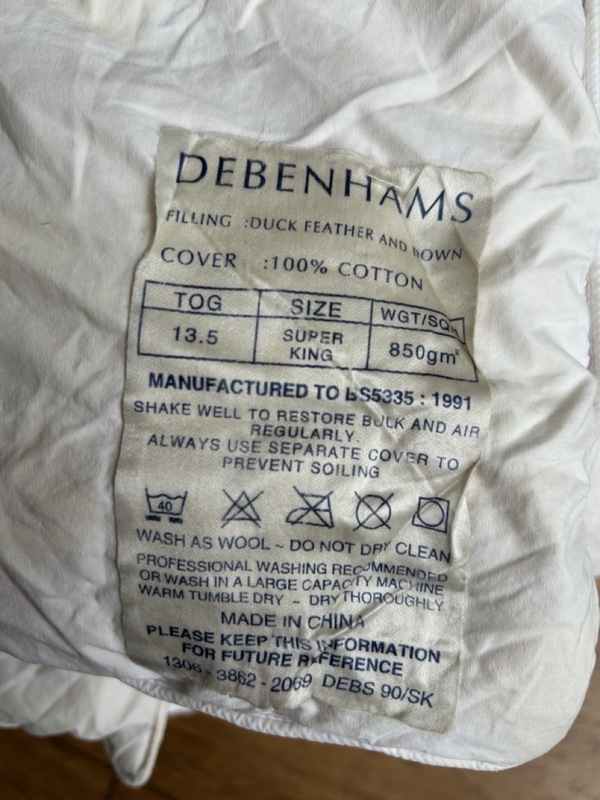 DEBENHAMS
FILLING :DUCK FEATHER AND DOWN
COVER :100% COTTON
TOG SIZE WGT/SQM
13.5 SUPER KING 850gm²
MANUFACTURED TO BS5335 : 1991
SHAKE WELL TO RESTORE BULK AND AIR
REGULARLY.
ALWAYS USE SEPARATE COVER TO
PREVENT SOILING
40
WASH AS WOOL ~ DO NOT DRY CLEAN
PROFESSIONAL WASHING RECOMMENDED
OR WASH IN A LARGE CAPACITY MACHINE
WARM TUMBLE DRY ~ DRY THOROUGHLY
MADE IN CHINA
PLEASE KEEP THIS INFORMATION
FOR FUTURE REFERENCE
1306 - 3862 - 2069 DEBS 90/SK